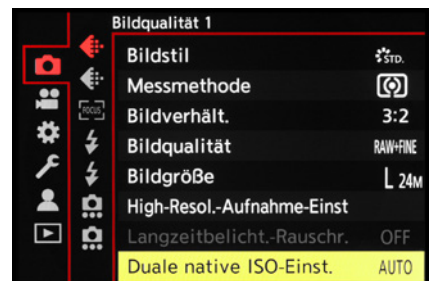 Bildqualität 1
Bildstil STD.
Messmethode
Bildverhält. 3:2
FOCUS
Bildqualität RAW+FINE
Bildgröße L 24M
High-Resol.-Aufnahme-Einst
Langzeitbelicht.-Rauschr. OFF
Duale native ISO-Einst. AUTO